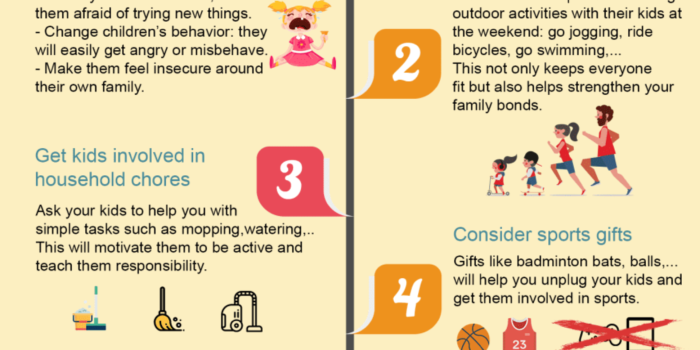 them afraid of trying new things.
- Change children's behavior: they
will easily get angry or misbehave.
- Make them feel insecure around
their own family.
2
outdoor activities with their kids at
the weekend: go jogging, ride
bicycles, go swimming,...
This not only keeps everyone
fit but also helps strengthen your
family bonds.
Get kids involved in
household chores
3
Ask your kids to help you with
simple tasks such as mopping,watering,..
This will motivate them to be active and
teach them responsibility.
Consider sports gifts
4
Gifts like badminton bats, balls,...
will help you unplug your kids and
get them involved in sports.
23